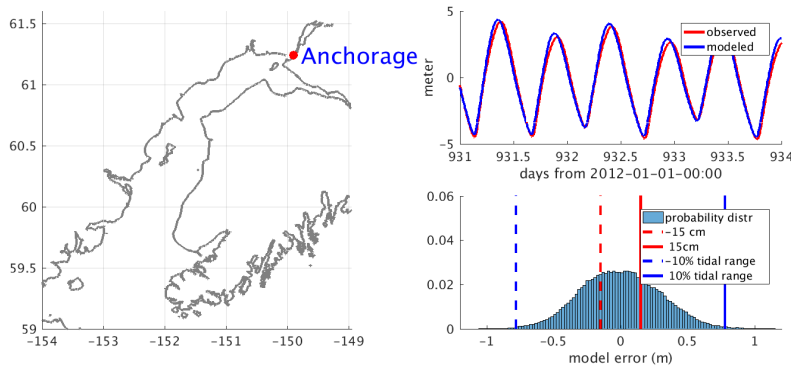 61.5
61
60.5
60
59.5
59
-154
-153
-152
-151
-150
-149
Anchorage
5
0
-5
meter
observed
modeled
931
931.5
932
932.5
933
933.5
934
days from 2012-01-01-00:00
0.06
0.04
0.02
0
probability distr
-15 cm
15cm
-10% tidal range
10% tidal range
-1
-0.5
0
0.5
1
model error (m)